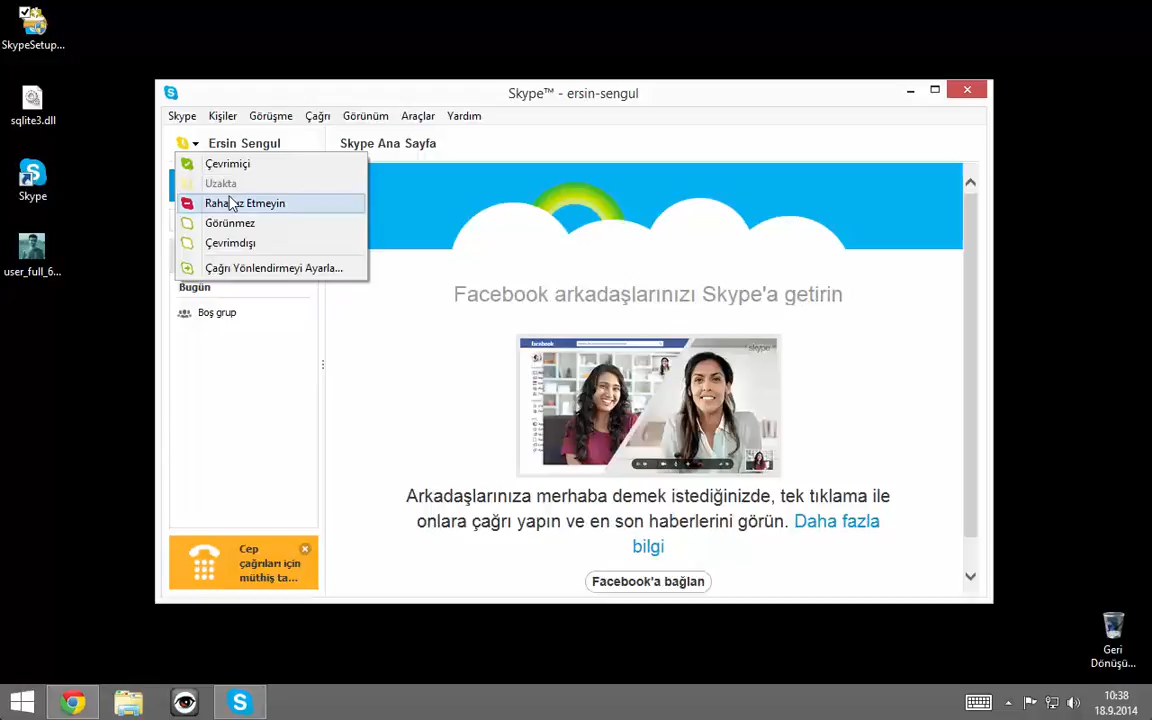 SkypeSetup...
sqlite3.dll
Skype
user_full_6...
Skype™ - ersin-sengul
Skype Kişiler Görüşme Çağrı Görünüm Araçlar Yardım
Ersin Sengul
Skype Ana Sayfa
Çevrimiçi
Uzakta
Rahatsız Etmeyin
Görünmez
Çevrimdışı
Çağrı Yönlendirmeyi Ayarla...
Bugün
Boş grup
Cep
çağrıları için
müthiş ta...
Facebook arkadaşlarınızı Skype'a getirin
facebook
skype
Arkadaşlarınıza merhaba demek istediğinizde, tek tıklama ile
onlara çağrı yapın ve en son haberlerini görün. Daha fazla
bilgi
Facebook'a bağlan
Geri
Dönüşü...
10:38
18.9.2014